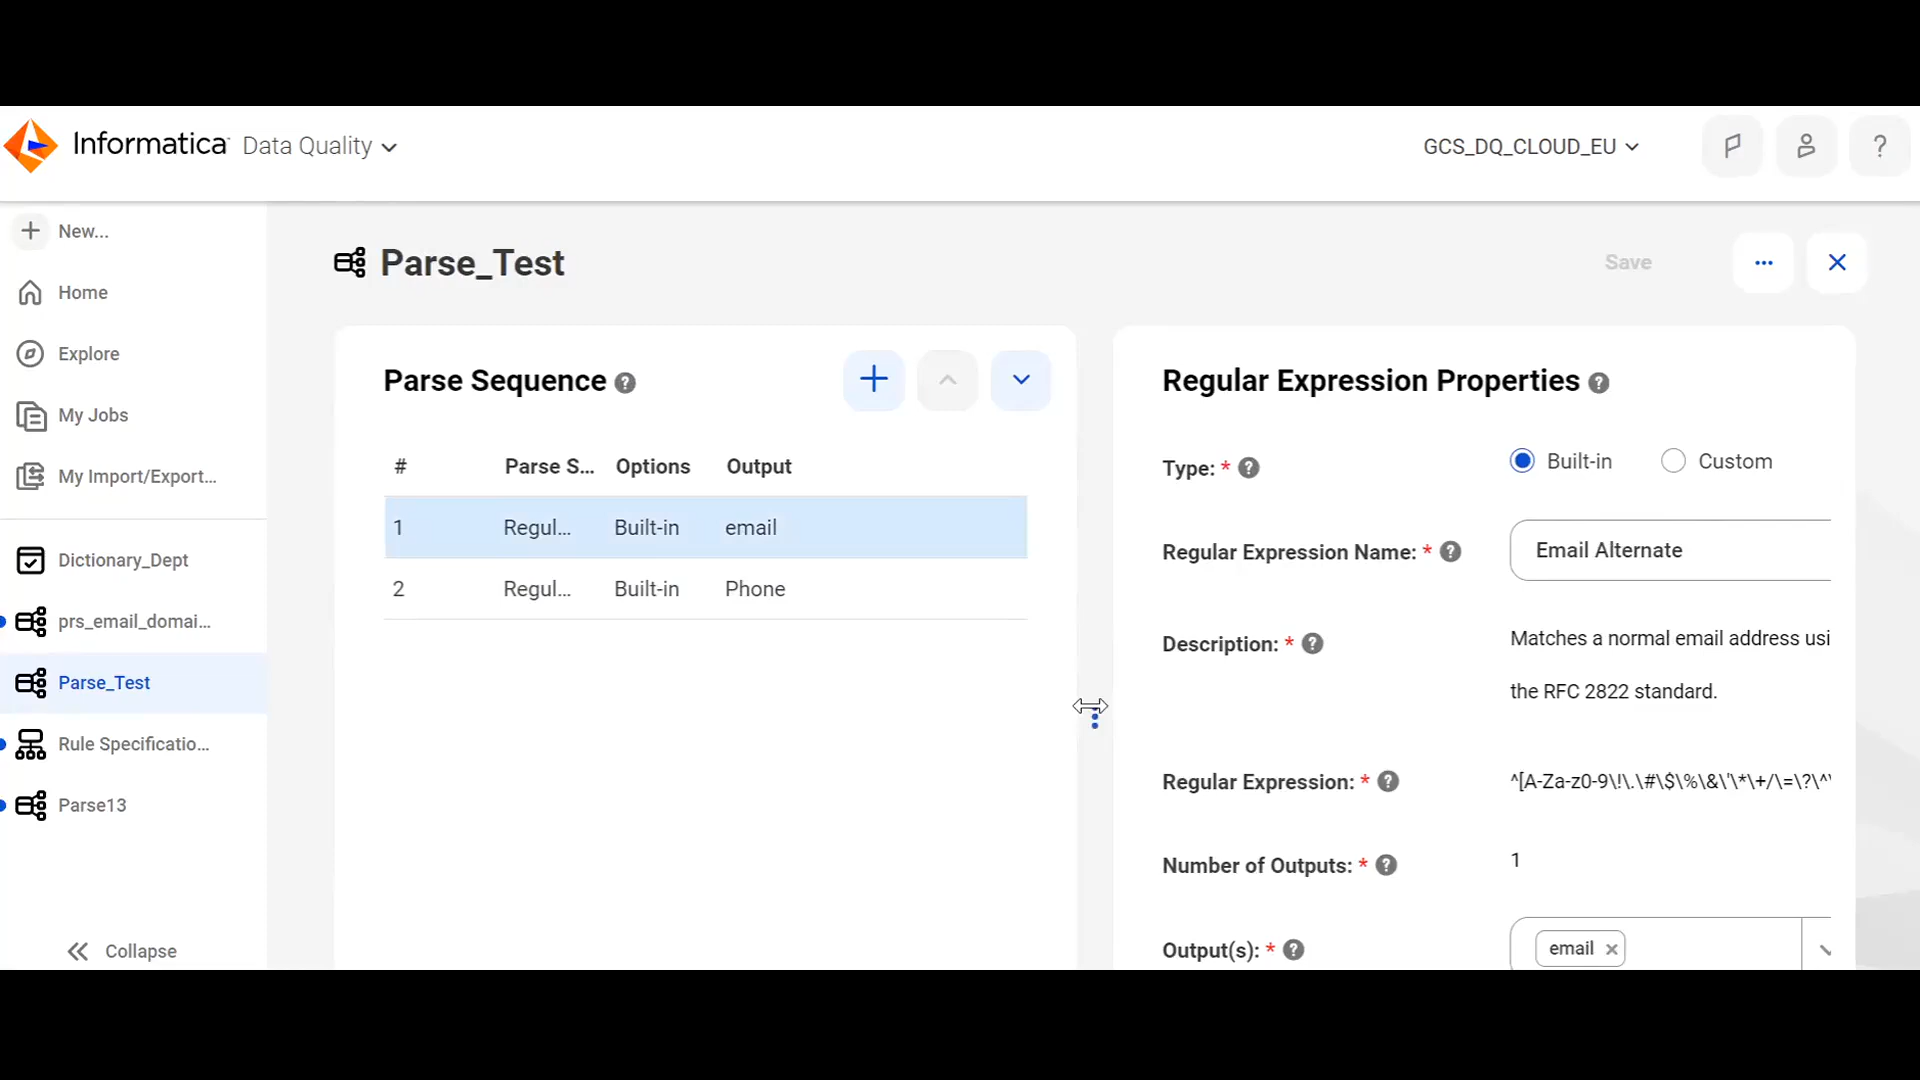 Informatica Data Quality
GCS_DQ_CLOUD_EU
?
New...
Home
Explore
My Jobs
My Import/Export...
Dictionary_Dept
prs_email_domai...
Parse_Test
Rule Specificatio...
Parse13
Collapse
Parse_Test
Save
...
Parse Sequence ?
# Parse S... Options Output
1 Regul... Built-in email
2 Regul... Built-in Phone
Regular Expression Properties ?
Type: * ? Built-in Custom
Regular Expression Name: * ? Email Alternate
Description: * ? Matches a normal email address usi
the RFC 2822 standard.
Regular Expression: * ? ^[A-Za-z0-9\!\.\#\$\%\&\'\*\+/\=\?\^
Number of Outputs: * ? 1
Output(s): * ? email ×